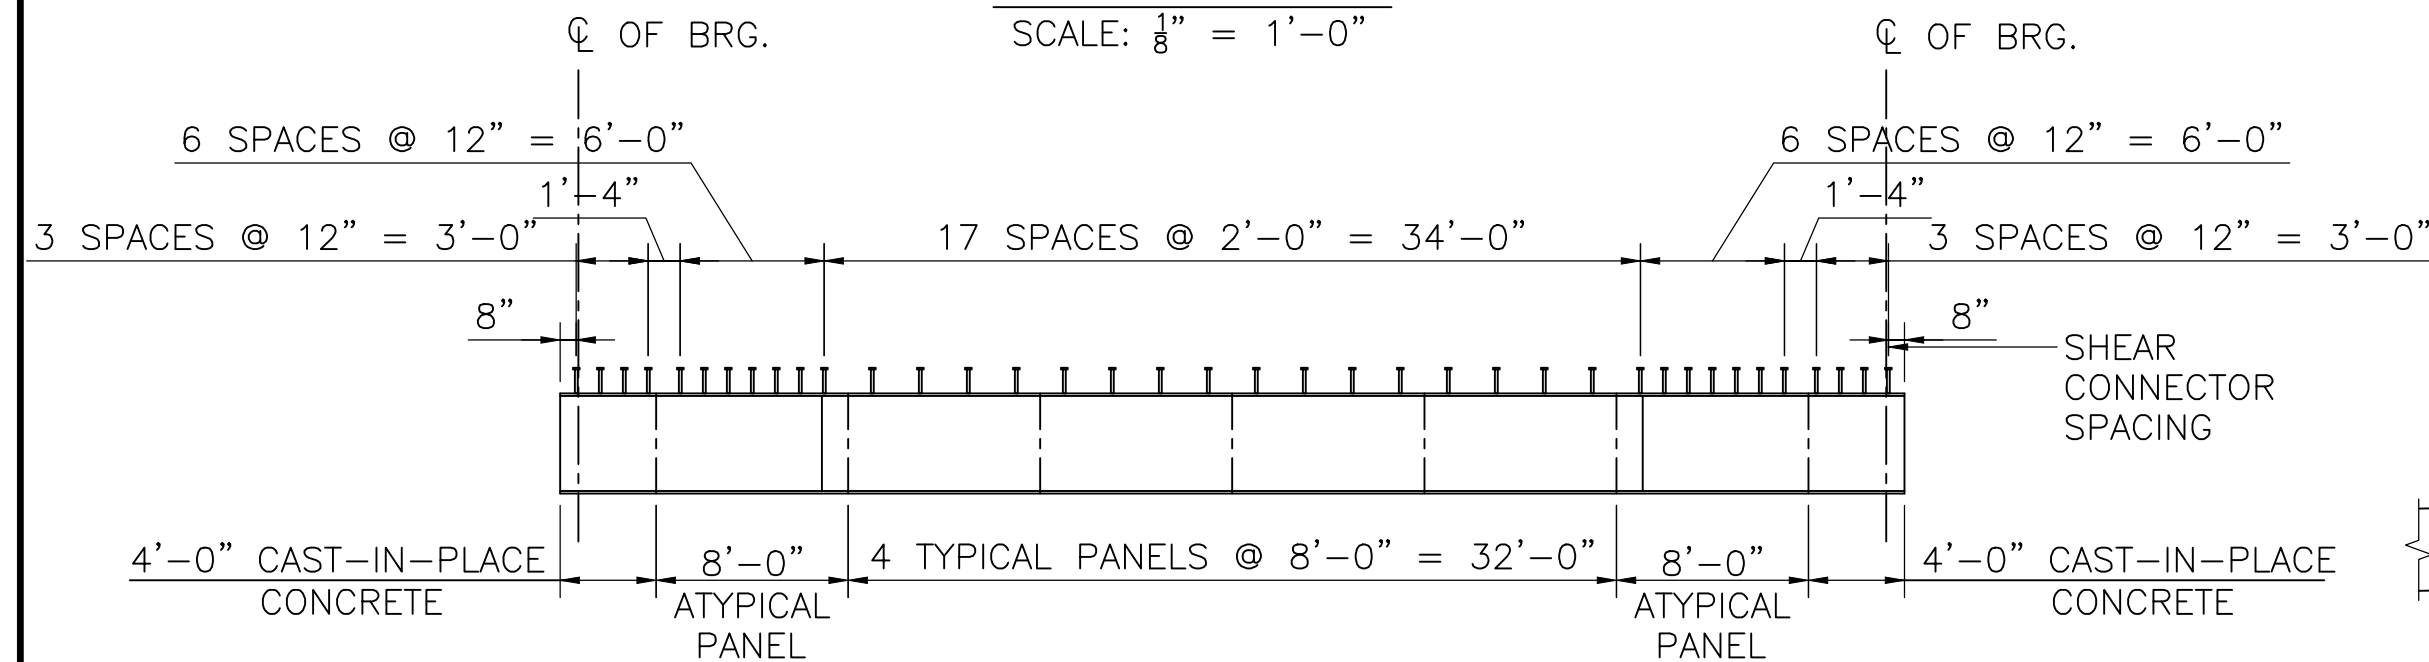 SCALE: 1/8” = 1’-0”
℄ OF BRG.
℄ OF BRG.
6 SPACES @ 12” = 6’-0”
6 SPACES @ 12” = 6’-0”
1’-4”
1’-4”
3 SPACES @ 12” = 3’-0”
17 SPACES @ 2’-0” = 34’-0”
3 SPACES @ 12” = 3’-0”
8”
8”
SHEAR
CONNECTOR
SPACING
4’-0” CAST-IN-PLACE
CONCRETE
8’-0”
ATYPICAL
PANEL
4 TYPICAL PANELS @ 8’-0” = 32’-0”
8’-0”
ATYPICAL
PANEL
4’-0” CAST-IN-PLACE
CONCRETE